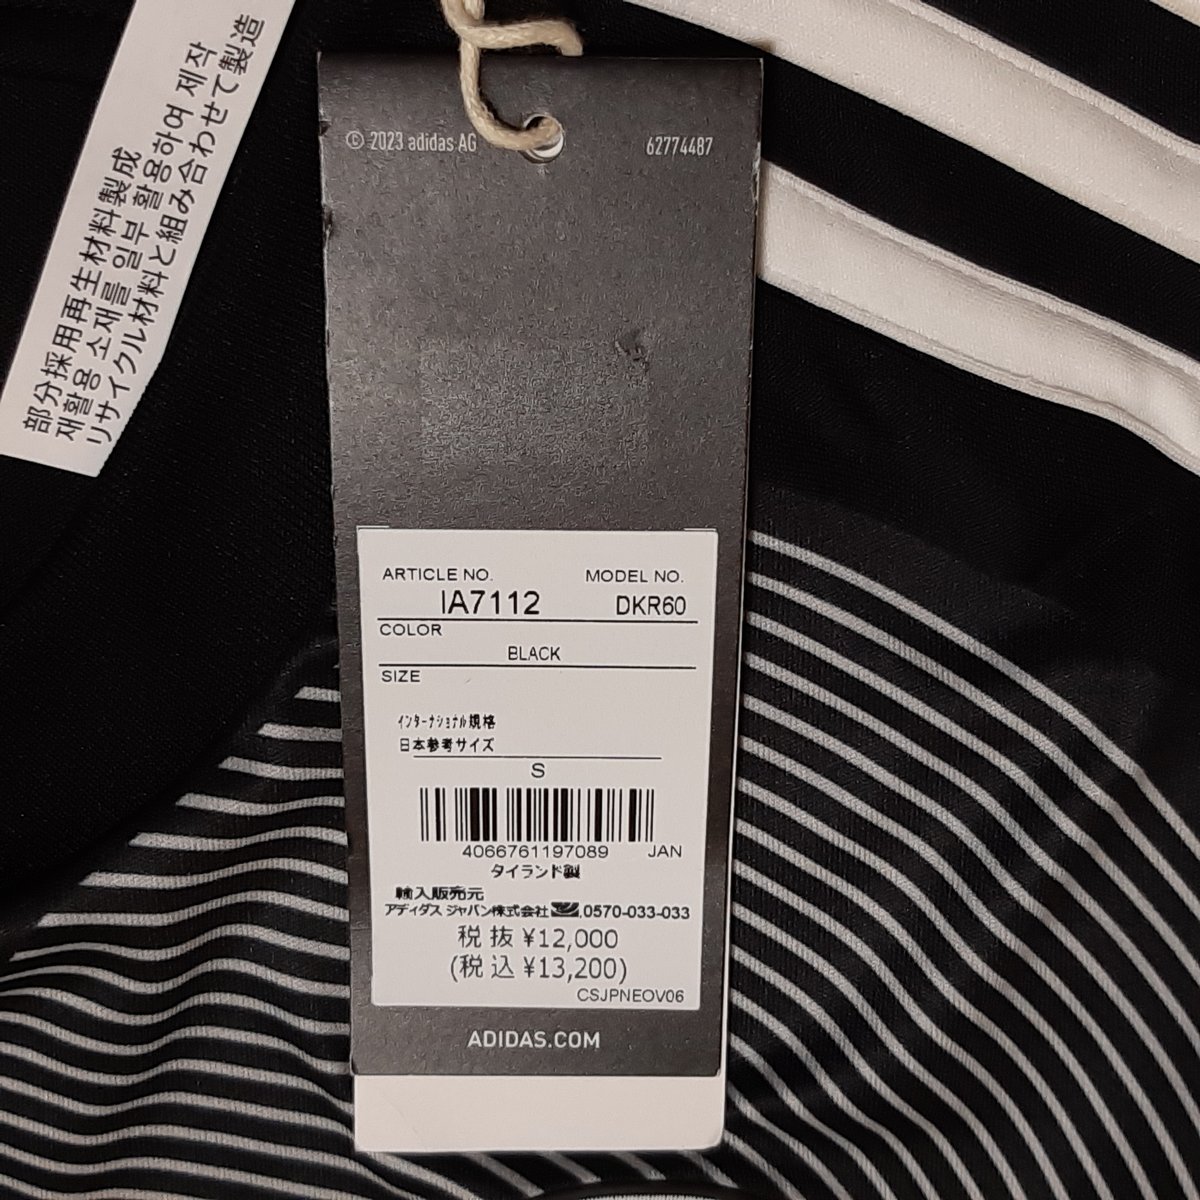 部分採用再生材料製成
재활용 소재를 일부 활용하여 제작
リサイクル材料と組み合わせて製造
© 2023 adidas AG
62774487
ARTICLE NO. MODEL NO.
IA7112 DKR60
COLOR
BLACK
SIZE
インターナショナル規格
日本参考サイズ
S
4066761197089 JAN
タイランド製
輸入販売元
アディダス ジャパン株式会社 .0570-033-033
税抜 ¥12,000
(税込 ¥13,200)
CSJPNEOV06
ADIDAS.COM